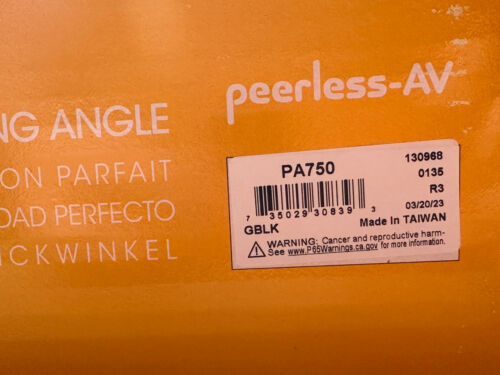 peerless-AV
NG ANGLE
ON PARFAIT
DAD PERFECTO
ICKWINKEL
PA750
130968
0135
R3
03/20/23
7 35029 30839 3
GBLK
Made In TAIWAN
WARNING: Cancer and reproductive harm-
See www.P65Warnings.ca.gov for more information.